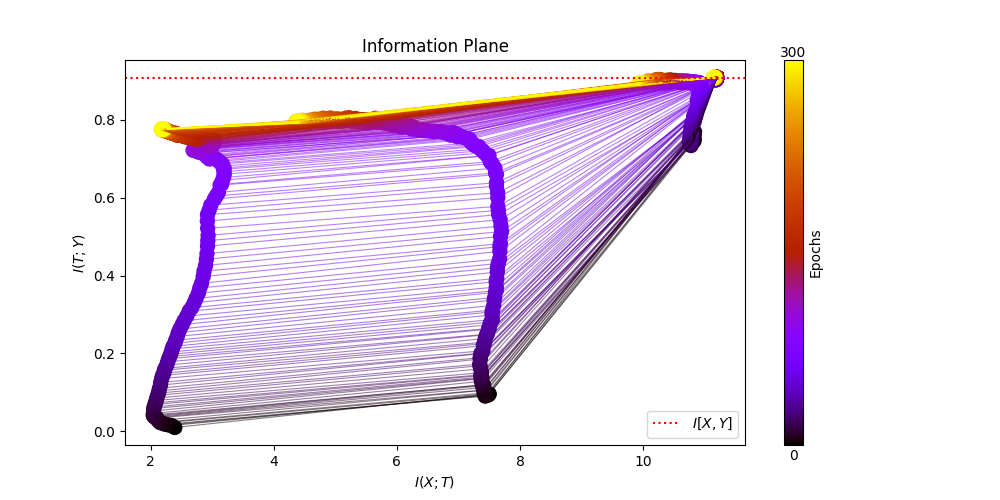 Information Plane
300
0.8
0.6
0.4
0.2
0.0
I(T; Y)
Epochs
I[X, Y]
0
2
4
6
8
10
I(X; T)